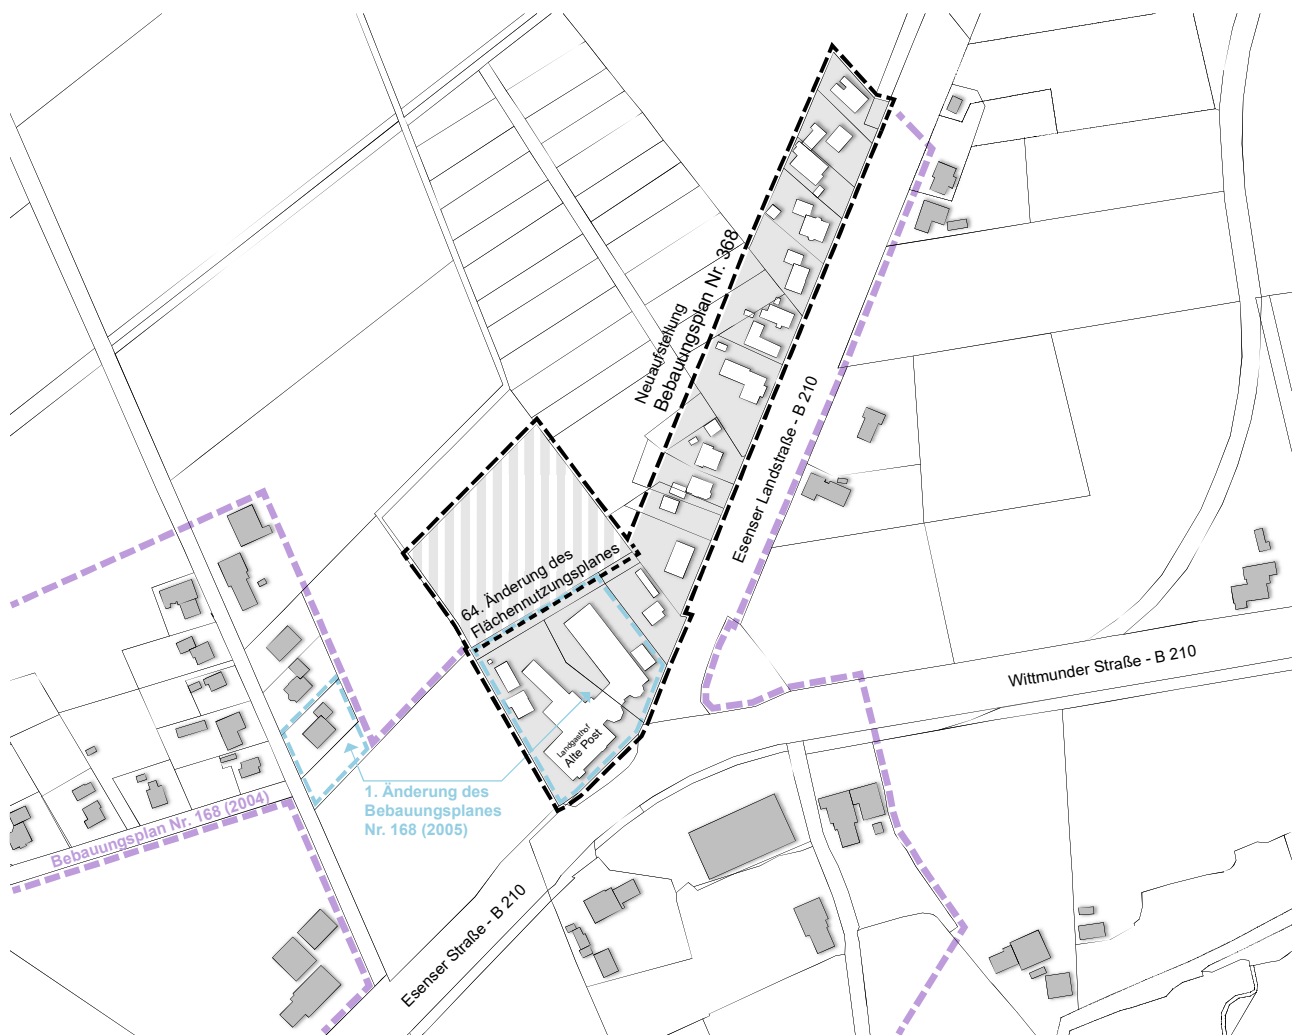 Neuaufstellung
Bebauungsplan Nr. 368
Esenser Landstraße - B 210
64. Änderung des
Flächennutzungsplanes
Wittmunder Straße - B 210
Landgasthof
Alte Post
1. Änderung des
Bebauungsplanes
Nr. 168 (2005)
Bebauungsplan Nr. 168 (2004)
Esenser Straße - B 210